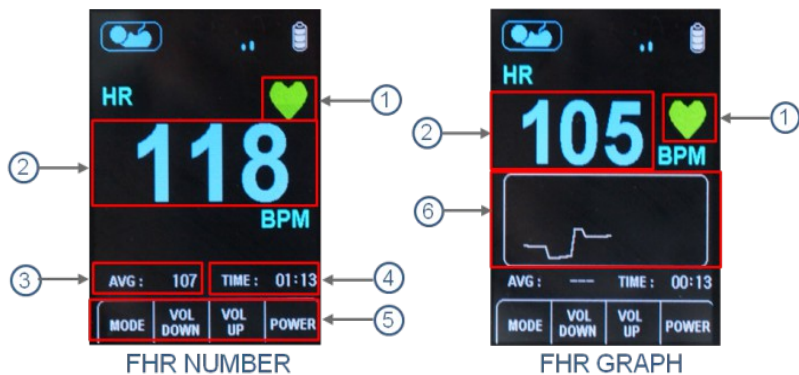 HR
1
2
118
BPM
3
AVG: 107 TIME: 01:13
4
MODE VOL DOWN VOL UP POWER
5
FHR NUMBER
HR
1
2
105
BPM
6
AVG: --- TIME: 00:13
MODE VOL DOWN VOL UP POWER
FHR GRAPH